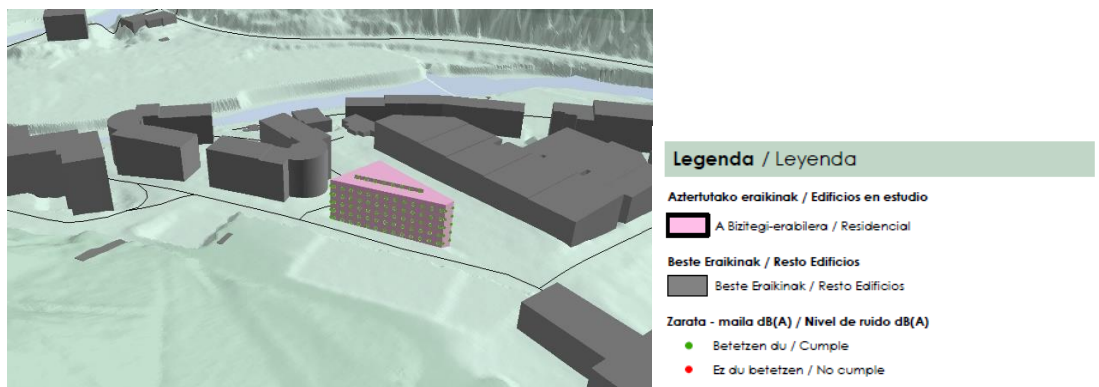 Legenda / Leyenda
Aztertutako eraikinak / Edificios en estudio
A Bizitegi-erabilera / Residencial
Beste Eraikinak / Resto Edificios
Beste Eraikinak / Resto Edificios
Zarata - maila dB(A) / Nivel de ruido dB(A)
Betetzen du / Cumple
Ez du betetzen / No cumple